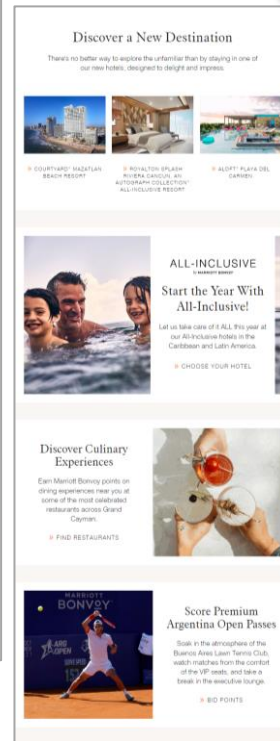 Discover a New Destination
There's no better way to explore the unfamiliar than by staying in one of
our new hotels, designed to delight and impress.
» COURTYARD® MAZATLAN
BEACH RESORT
» ROYALTON SPLASH
RIVIERA CANCUN, AN
AUTOGRAPH COLLECTION®
ALL-INCLUSIVE RESORT
» ALOFT® PLAYA DEL
CARMEN
ALL-INCLUSIVE
BY MARRIOTT BONVOY
Start the Year With
All-Inclusive!
Let us take care of it ALL this year at
our All-Inclusive hotels in the
Caribbean and Latin America.
» CHOOSE YOUR HOTEL
Discover Culinary
Experiences
Earn Marriott Bonvoy points on
dining experiences near you at
some of the most celebrated
restaurants across Grand
Cayman.
» FIND RESTAURANTS
MARRIOTT
BONVOY
ARG
OPEN
Score Premium
Argentina Open Passes
Soak in the atmosphere of the
Buenos Aires Lawn Tennis Club,
watch matches from the comfort
of the VIP seats, and take a
break in the executive lounge.
» BID POINTS